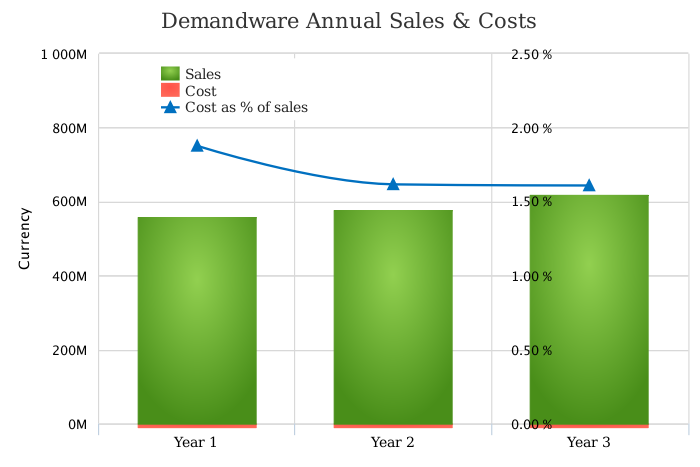 Demandware Annual Sales & Costs
1 000M
2.50 %
Sales
Cost
Cost as % of sales
800M
2.00 %
600M
1.50 %
Currency
400M
1.00 %
200M
0.50 %
0M
0.00 %
Year 1
Year 2
Year 3